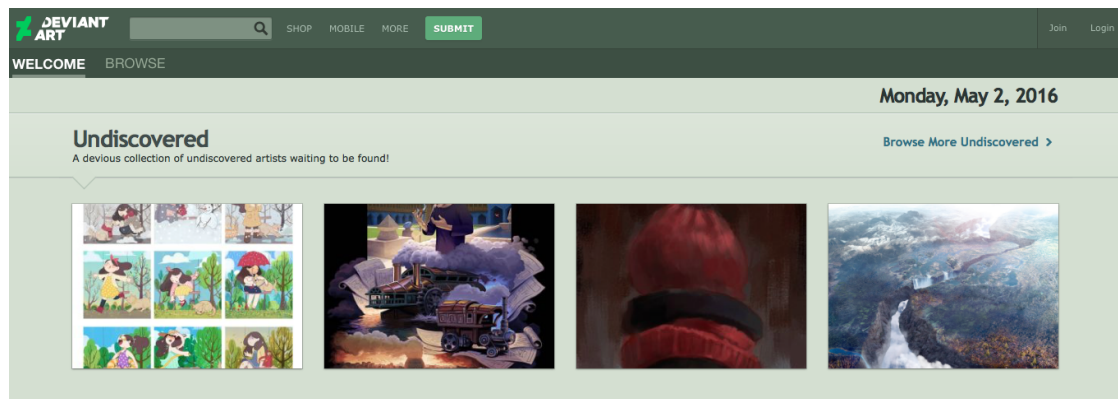 DEVIANT
ART
SHOP MOBILE MORE SUBMIT Join Login
WELCOME BROWSE
Monday, May 2, 2016
Undiscovered
A devious collection of undiscovered artists waiting to be found!
Browse More Undiscovered >